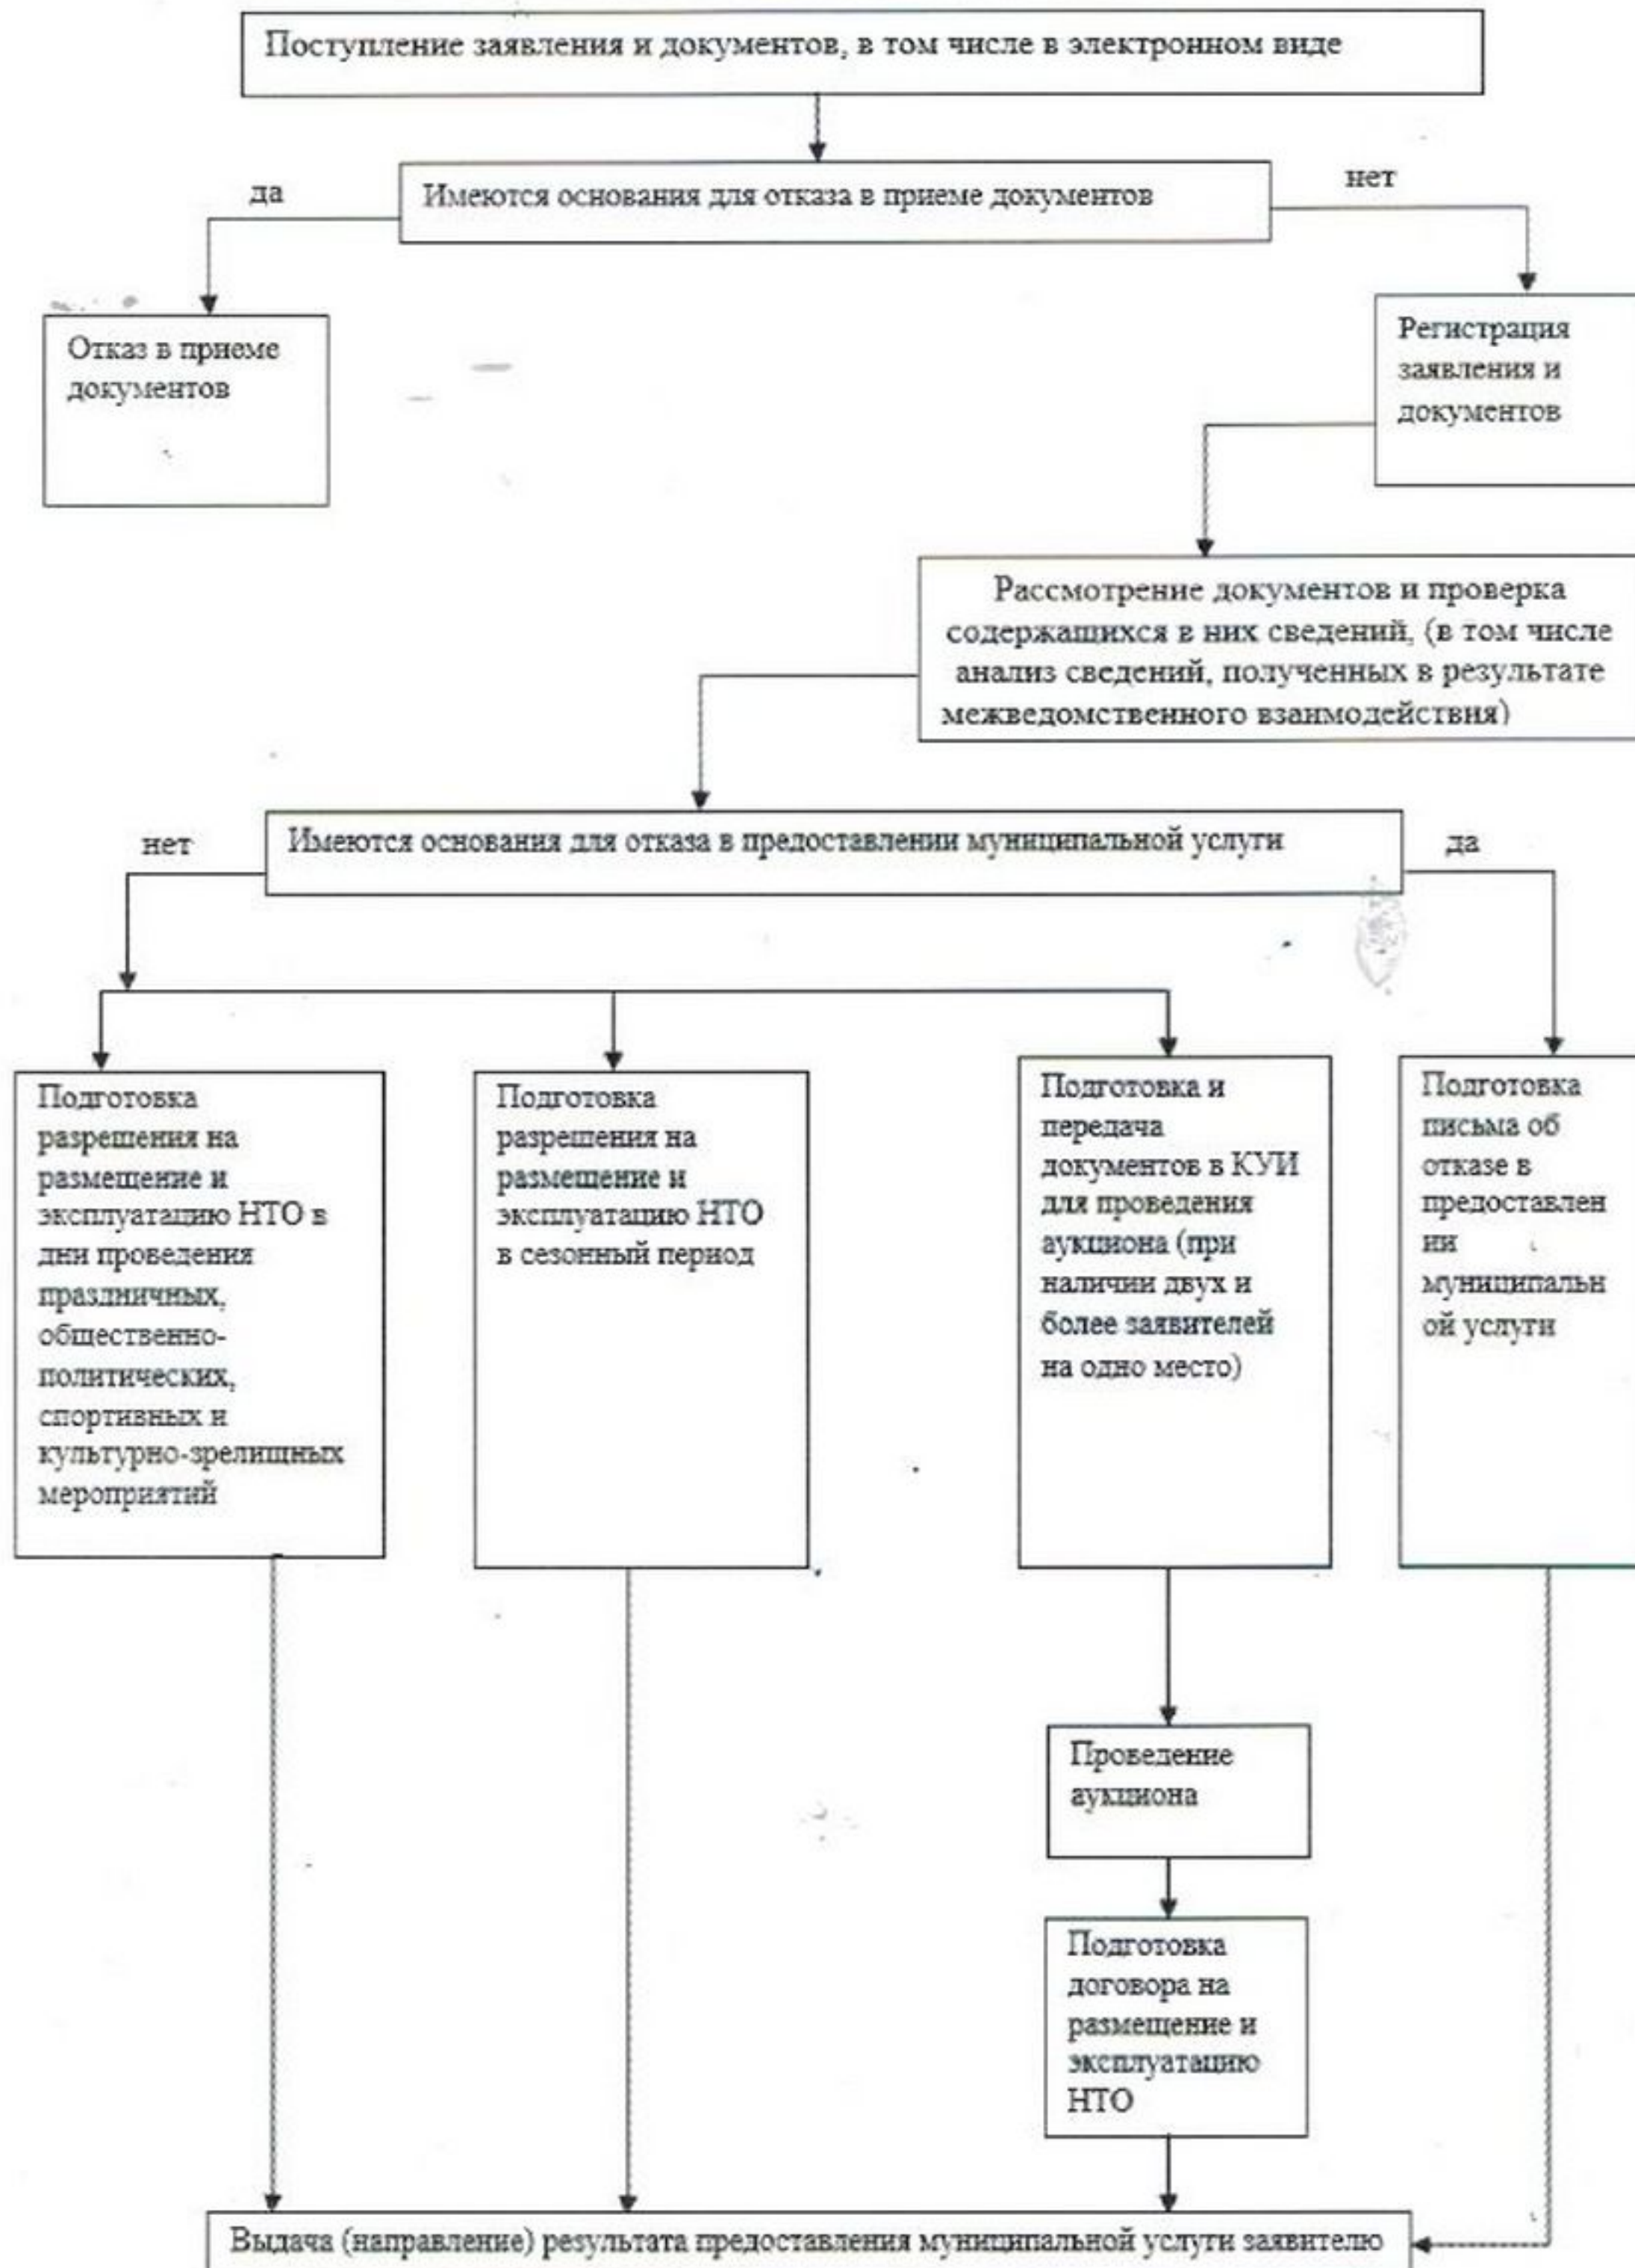 Поступление заявления и документов, в том числе в электронном виде
да
Имеются основания для отказа в приеме документов
нет
Отказ в приеме
документов
Регистрация
заявления и
документов
Рассмотрение документов и проверка
содержащихся в них сведений, (в том числе
анализ сведений, полученных в результате
межведомственного взаимодействия)
нет
Имеются основания для отказа в предоставлении муниципальной услуги
да
Подготовка
разрешения на
размещение и
эксплуатацию НТО в
дни проведения
праздничных,
общественно-
политических,
спортивных и
культурно-зрелищных
мероприятий
Подготовка
разрешения на
размещение и
эксплуатацию НТО
в сезонный период
Подготовка и
передача
документов в КУИ
для проведения
аукциона (при
наличии двух и
более заявителей
на одно место)
Подготовка
письма об
отказе в
предоставлен
ии
муниципальн
ой услуги
Проведение
аукциона
Подготовка
договора на
размещение и
эксплуатацию
НТО
Выдача (направление) результата предоставления муниципальной услуги заявителю